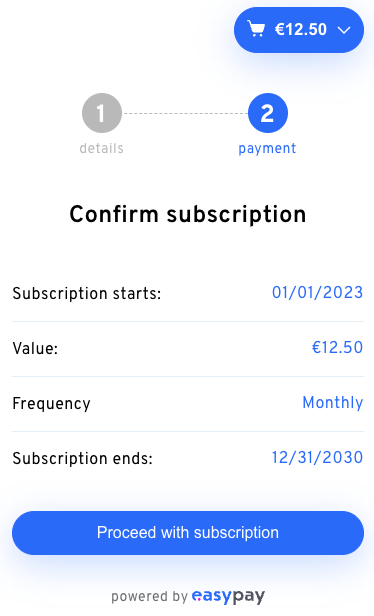 €12.50
1
2
details
payment
Confirm subscription
Subscription starts:
01/01/2023
Value:
€12.50
Frequency
Monthly
Subscription ends:
12/31/2030
Proceed with subscription
powered by easypay